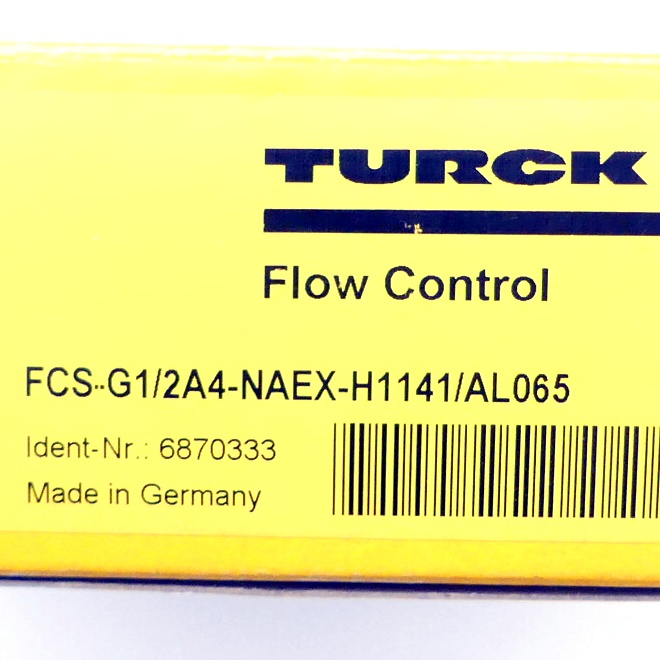 TURCK
Flow Control
FCS-G1/2A4-NAEX-H1141/AL065
Ident-Nr.: 6870333
Made in Germany